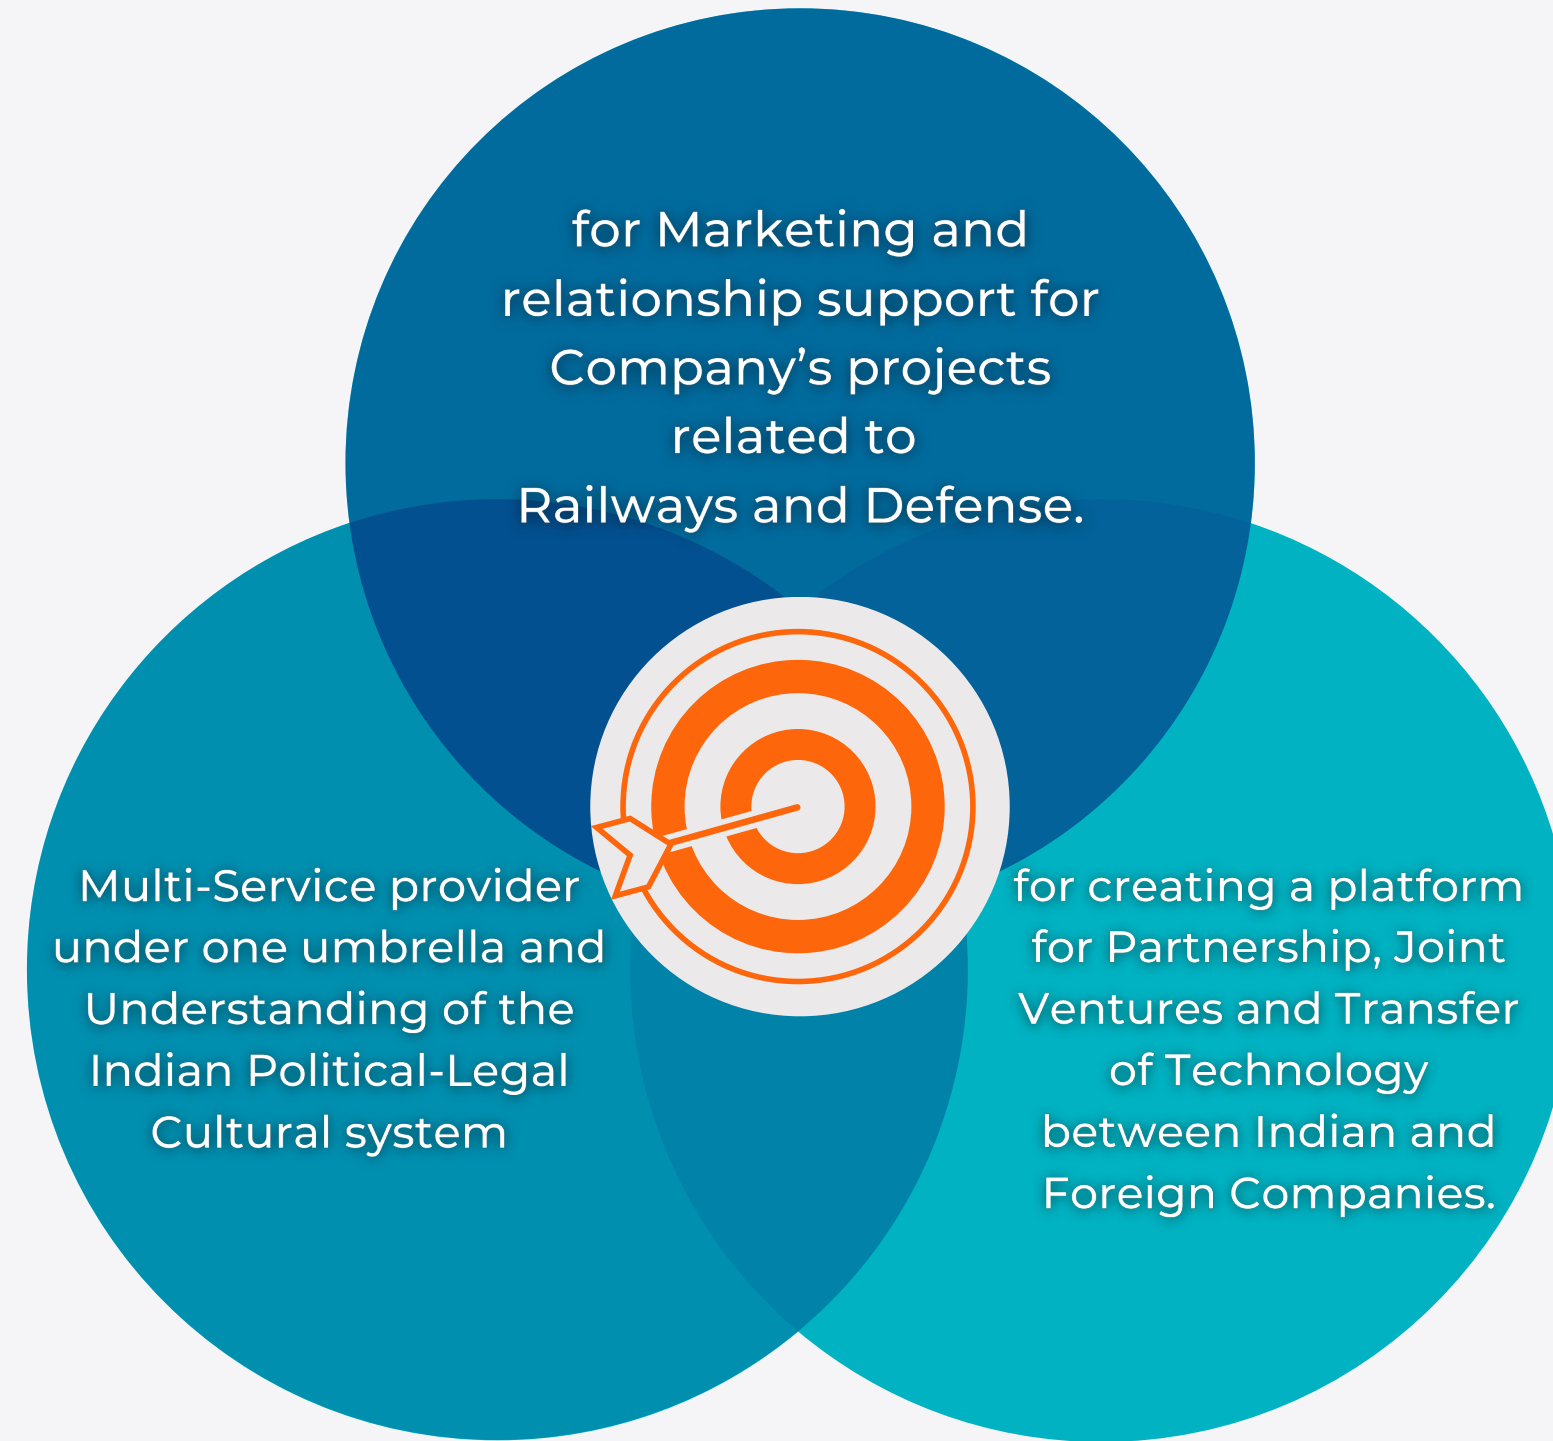 for Marketing and
relationship support for
Company’s projects
related to
Railways and Defense.
Multi-Service provider
under one umbrella and
Understanding of the
Indian Political-Legal
Cultural system
for creating a platform
for Partnership, Joint
Ventures and Transfer
of Technology
between Indian and
Foreign Companies.